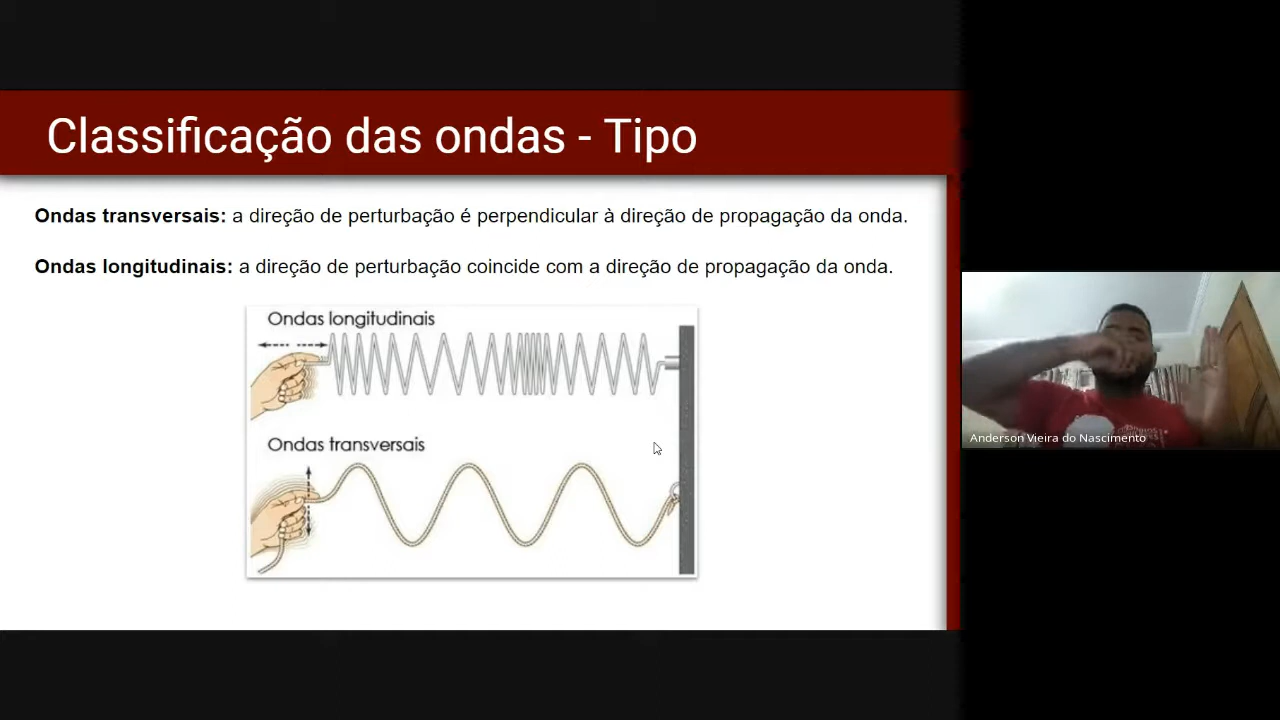 Classificação das ondas - Tipo
Ondas transversais: a direção de perturbação é perpendicular à direção de propagação da onda.
Ondas longitudinais: a direção de perturbação coincide com a direção de propagação da onda.
Ondas longitudinais
Ondas transversais
Anderson Vieira do Nascimento